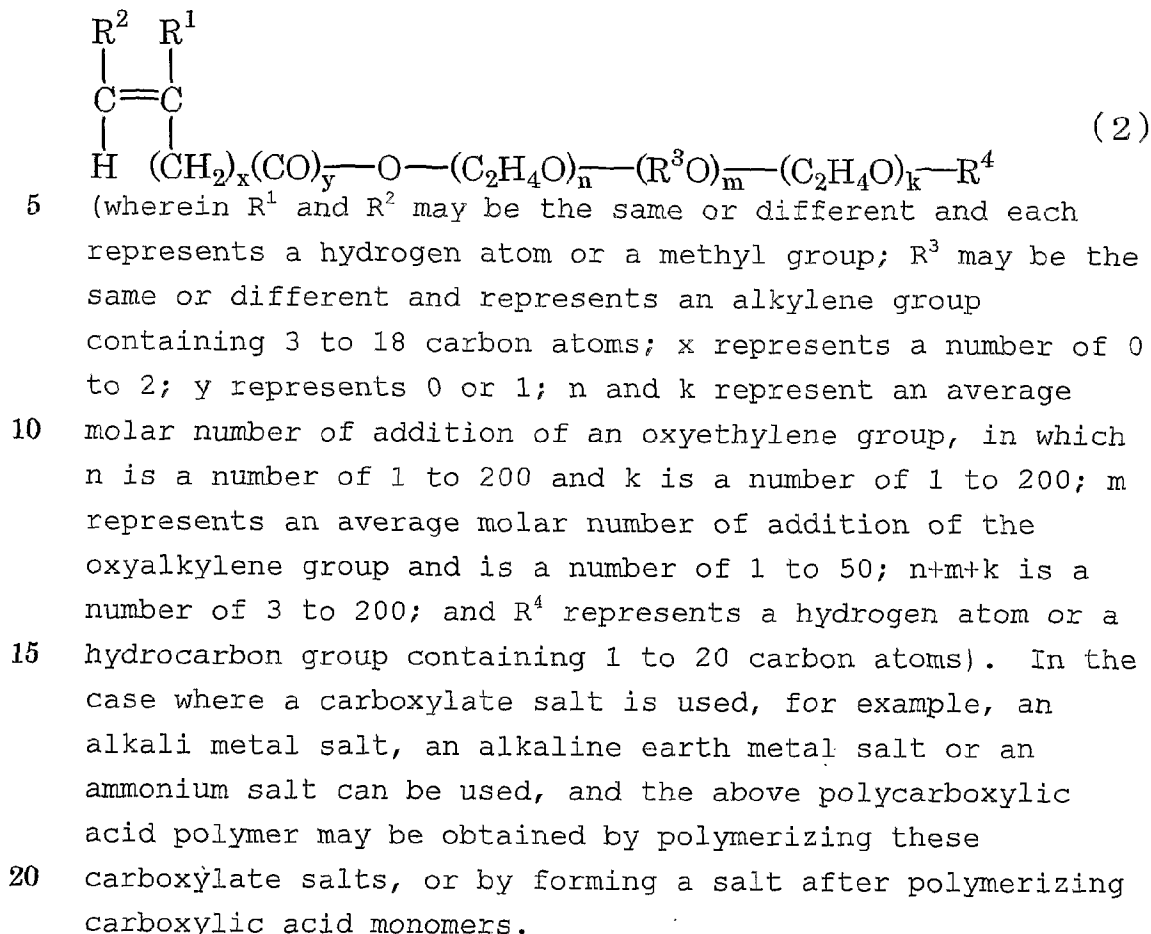 R² R¹
C=C
(2)
H (CH₂)ₓ(CO)y—O—(C₂H₄O)n—(R³O)m—(C₂H₄O)k—R⁴
5 (wherein R¹ and R² may be the same or different and each
represents a hydrogen atom or a methyl group; R³ may be the
same or different and represents an alkylene group
containing 3 to 18 carbon atoms; x represents a number of 0
to 2; y represents 0 or 1; n and k represent an average
10 molar number of addition of an oxyethylene group, in which
n is a number of 1 to 200 and k is a number of 1 to 200; m
represents an average molar number of addition of the
oxyalkylene group and is a number of 1 to 50; n+m+k is a
number of 3 to 200; and R⁴ represents a hydrogen atom or a
15 hydrocarbon group containing 1 to 20 carbon atoms). In the
case where a carboxylate salt is used, for example, an
alkali metal salt, an alkaline earth metal salt or an
ammonium salt can be used, and the above polycarboxylic
acid polymer may be obtained by polymerizing these
20 carboxylate salts, or by forming a salt after polymerizing
carboxylic acid monomers.